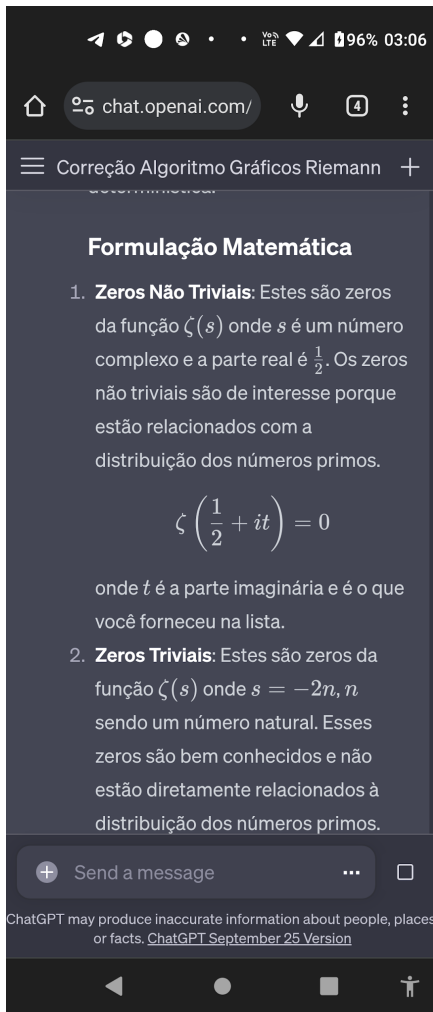 Vo LTE 96% 03:06
chat.openai.com/ 4
Correção Algoritmo Gráficos Riemann
determinística.
Formulação Matemática
1. Zeros Não Triviais: Estes são zeros
da função ζ(s) onde s é um número
complexo e a parte real é 1/2. Os zeros
não triviais são de interesse porque
estão relacionados com a
distribuição dos números primos.
ζ(1/2 + it) = 0
onde t é a parte imaginária e é o que
você forneceu na lista.
2. Zeros Triviais: Estes são zeros da
função ζ(s) onde s = −2n, n
sendo um número natural. Esses
zeros são bem conhecidos e não
estão diretamente relacionados à
distribuição dos números primos.
Send a message
ChatGPT may produce inaccurate information about people, places
or facts. ChatGPT September 25 Version